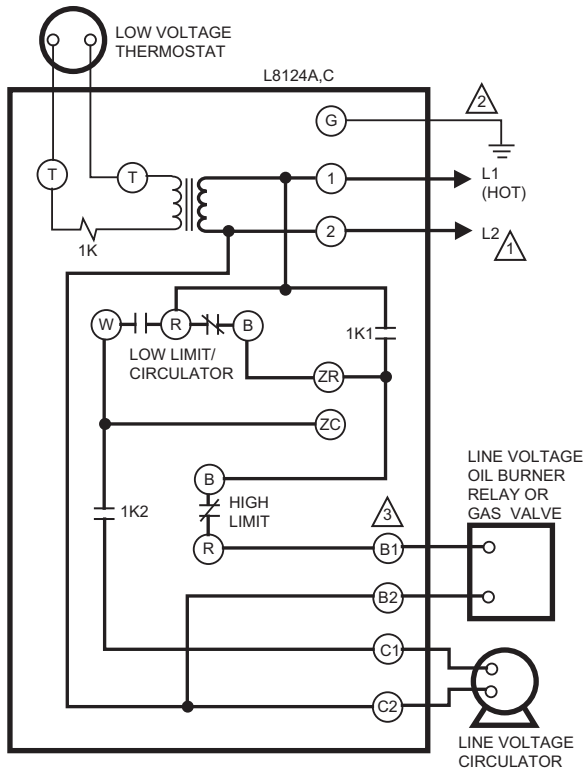 LOW VOLTAGE
THERMOSTAT
L8124A,C
G
2
T
T
1
L1
(HOT)
1K
2
L2
1
W
R
B
1K1
LOW LIMIT/
CIRCULATOR
ZR
ZC
LINE VOLTAGE
OIL BURNER
RELAY OR
GAS VALVE
B
1K2
HIGH
LIMIT
3
R
B1
B2
C1
C2
LINE VOLTAGE
CIRCULATOR